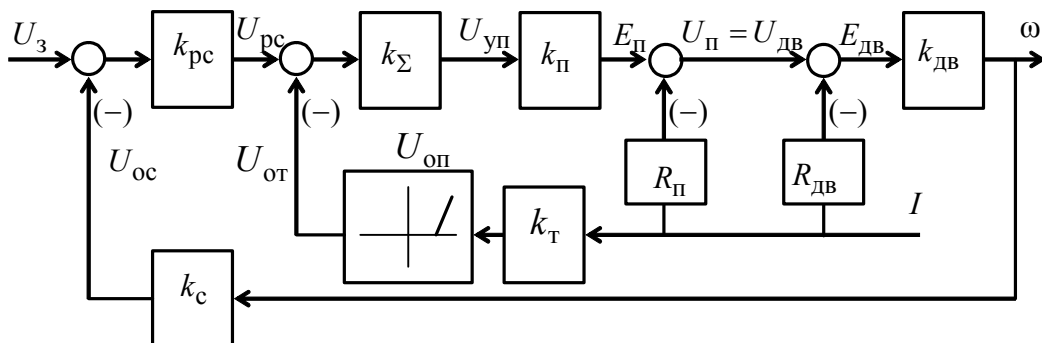 U_з k_рс U_рс k_Σ U_уп k_п E_п U_п = U_дв E_дв k_дв ω
(−) (−) (−) (−)
U_ос U_от U_оп R_п R_дв
k_т I
k_с